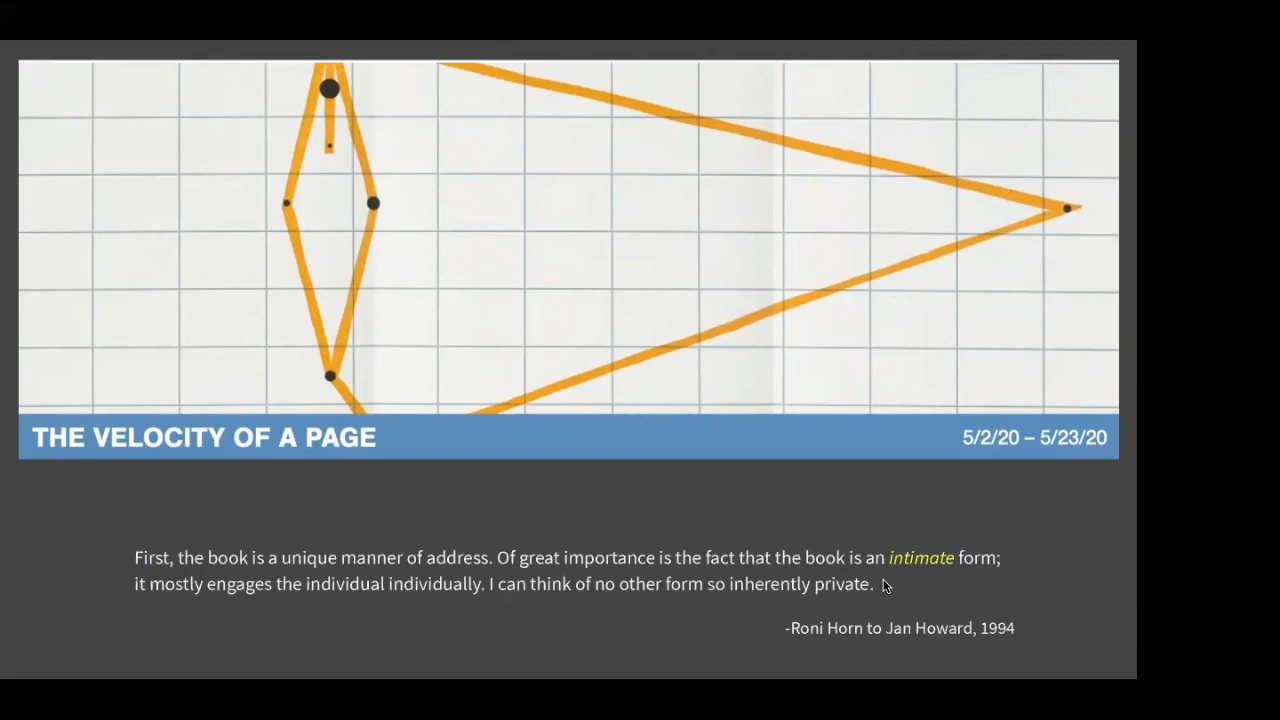 THE VELOCITY OF A PAGE
5/2/20 – 5/23/20
First, the book is a unique manner of address. Of great importance is the fact that the book is an intimate form;
it mostly engages the individual individually. I can think of no other form so inherently private.
-Roni Horn to Jan Howard, 1994